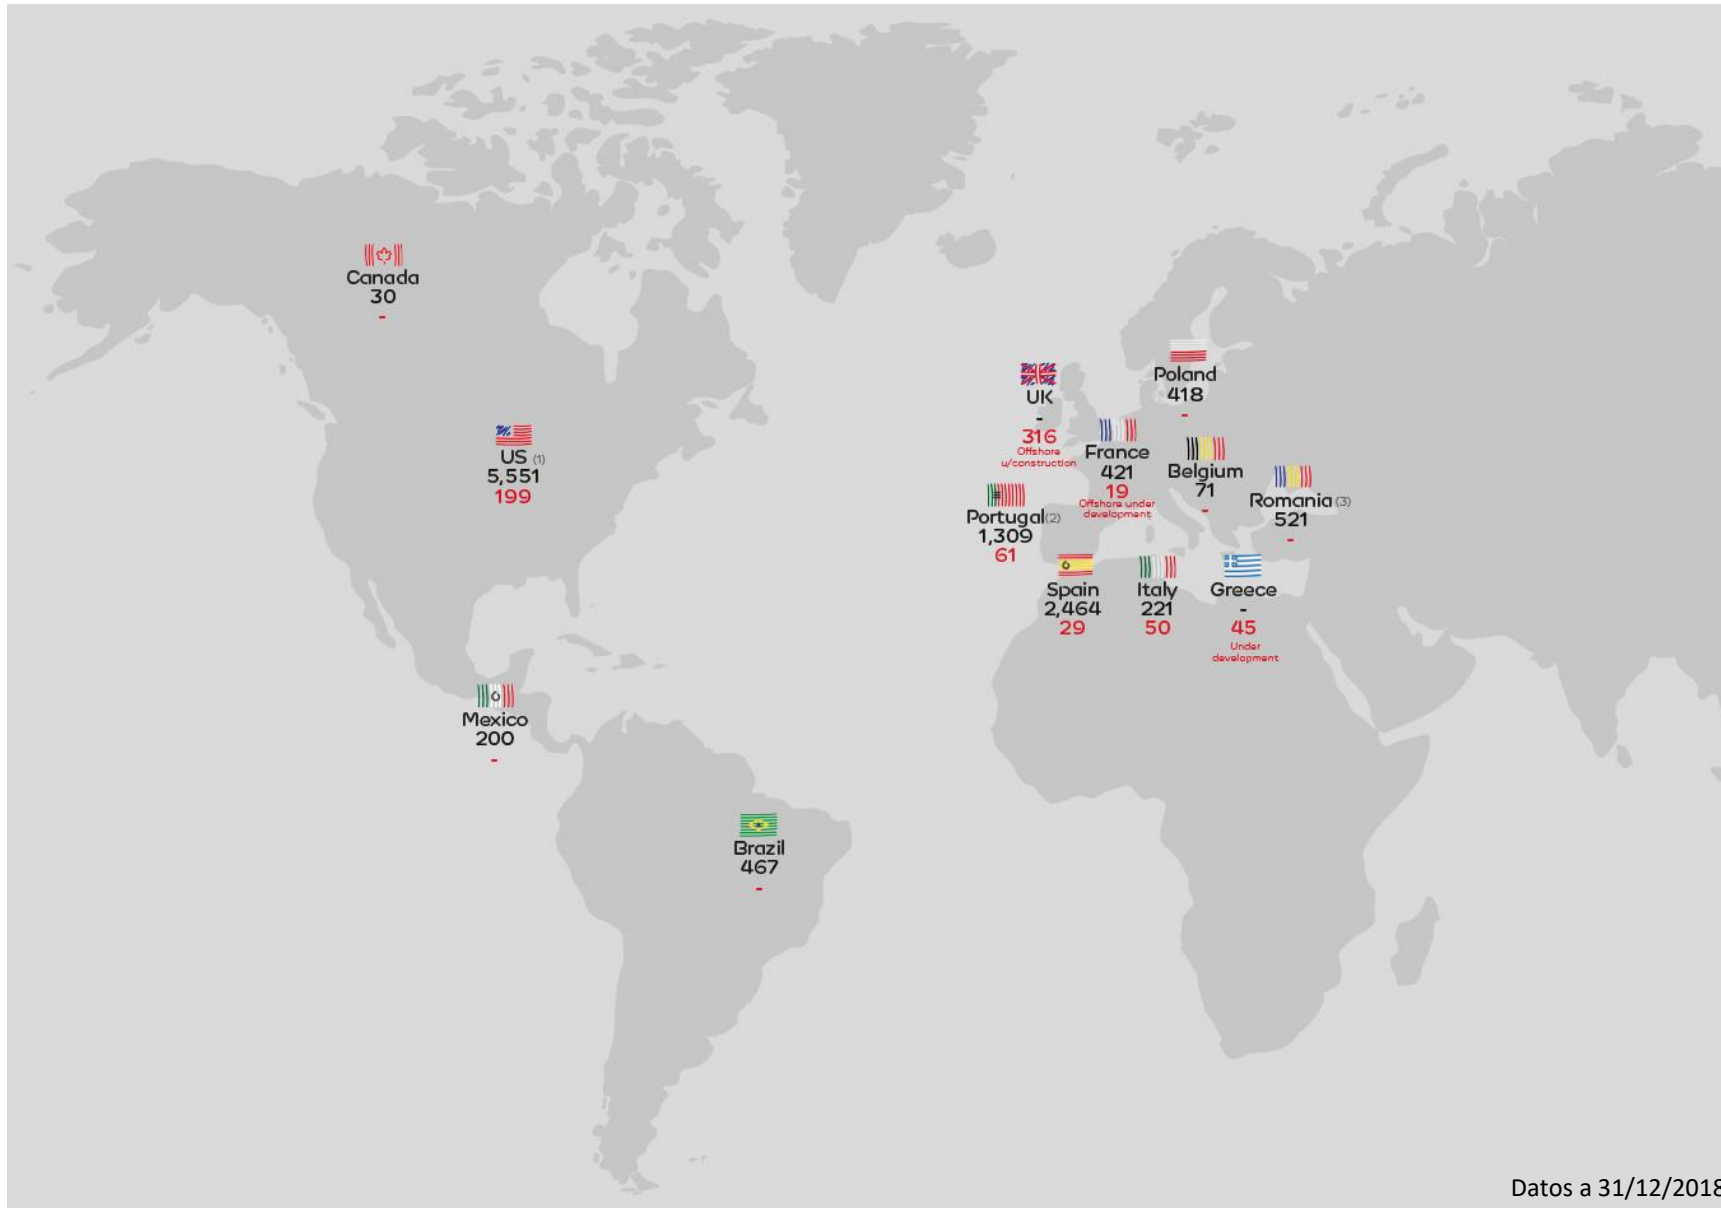 Canada
30
-
US (1)
5,551
199
Mexico
200
-
Brazil
467
-
UK
-
316
Offshore
u/construction
Portugal(2)
1,309
61
Spain
2,464
29
France
421
19
Offshore under
development
Poland
418
-
Belgium
71
-
Italy
221
50
Romania (3)
521
-
Greece
-
45
Under
development
Datos a 31/12/2018